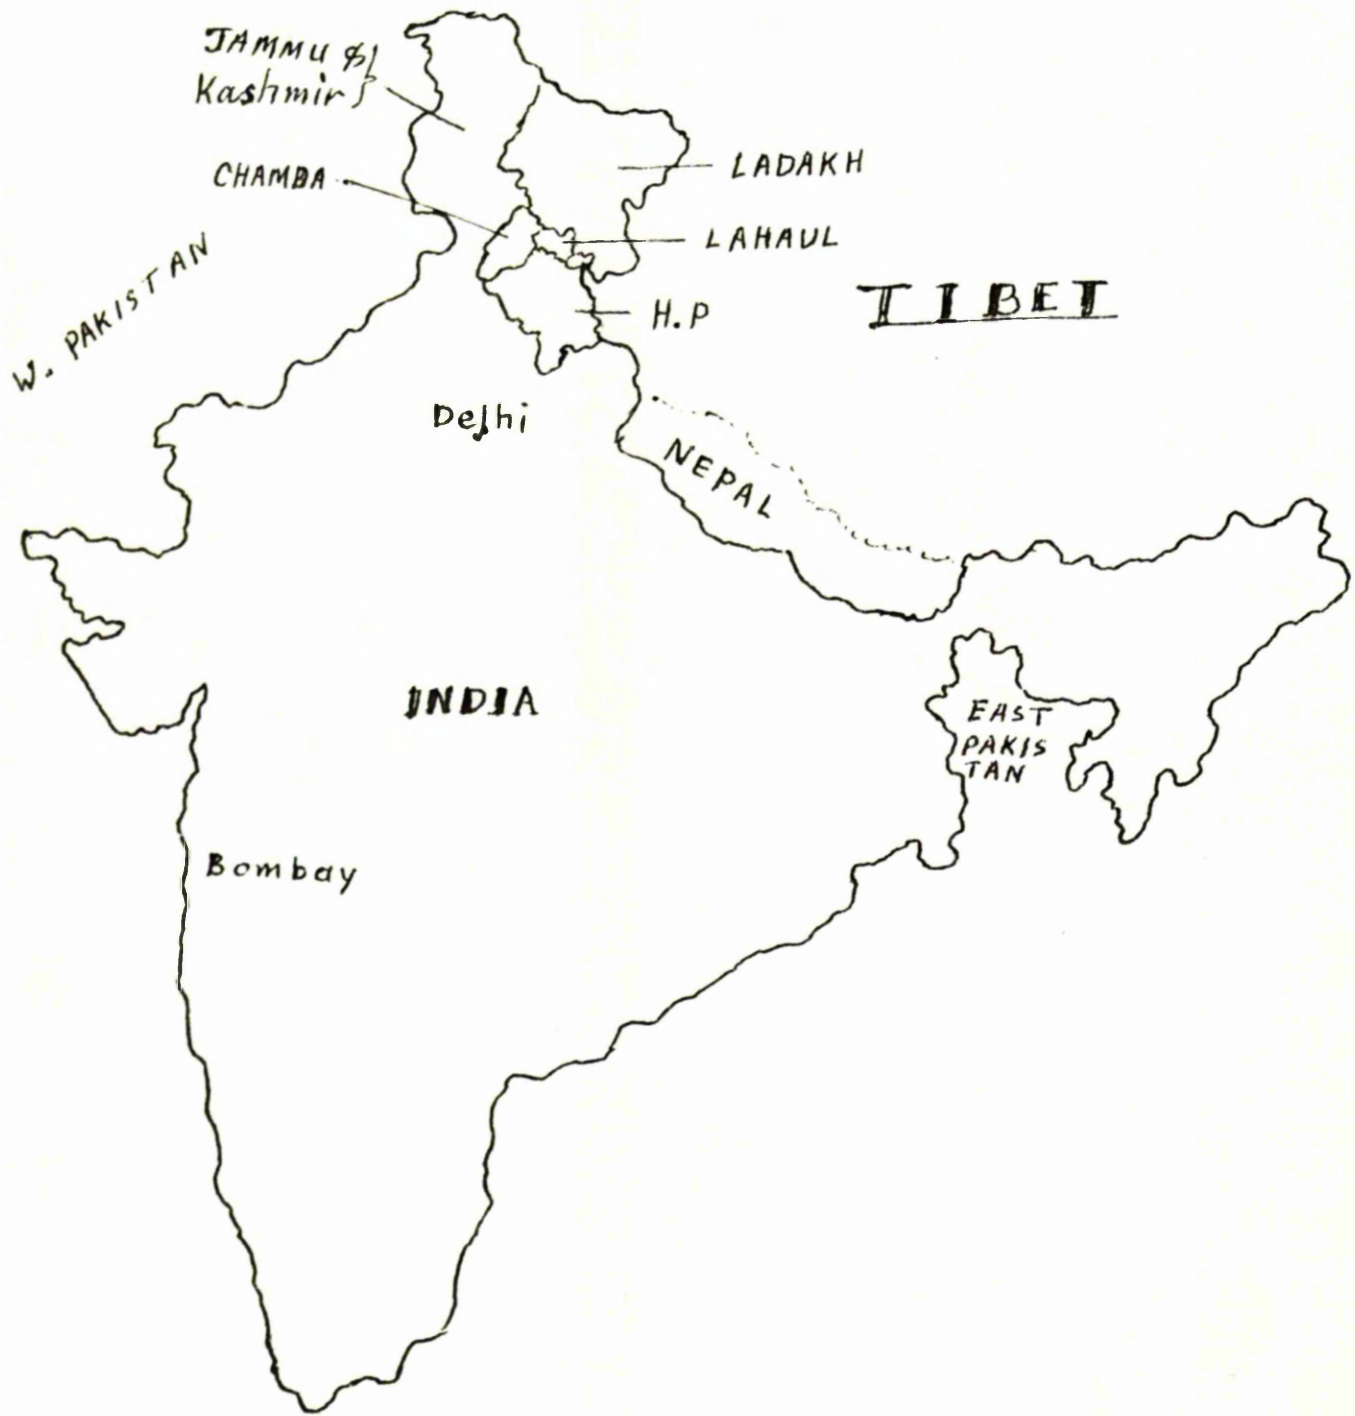 JAMMU &
Kashmir
CHAMBA
LADAKH
LAHAUL
W. PAKISTAN
H.P
TIBET
Delhi
NEPAL
INDIA
EAST
PAKIS
TAN
Bombay